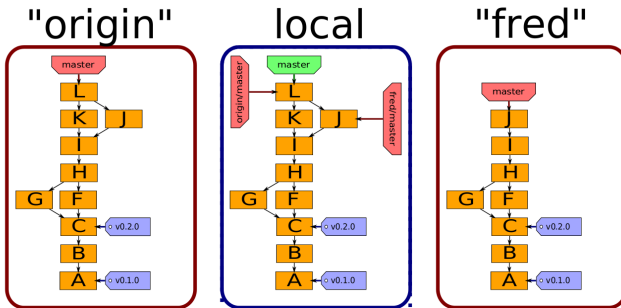 "origin"
master
L
K J
I
H
G F
C v0.2.0
B
A v0.1.0
local
origin/master
master
fred/master
L
K J
I
H
G F
C v0.2.0
B
A v0.1.0
"fred"
master
J
I
H
G F
C v0.2.0
B
A v0.1.0